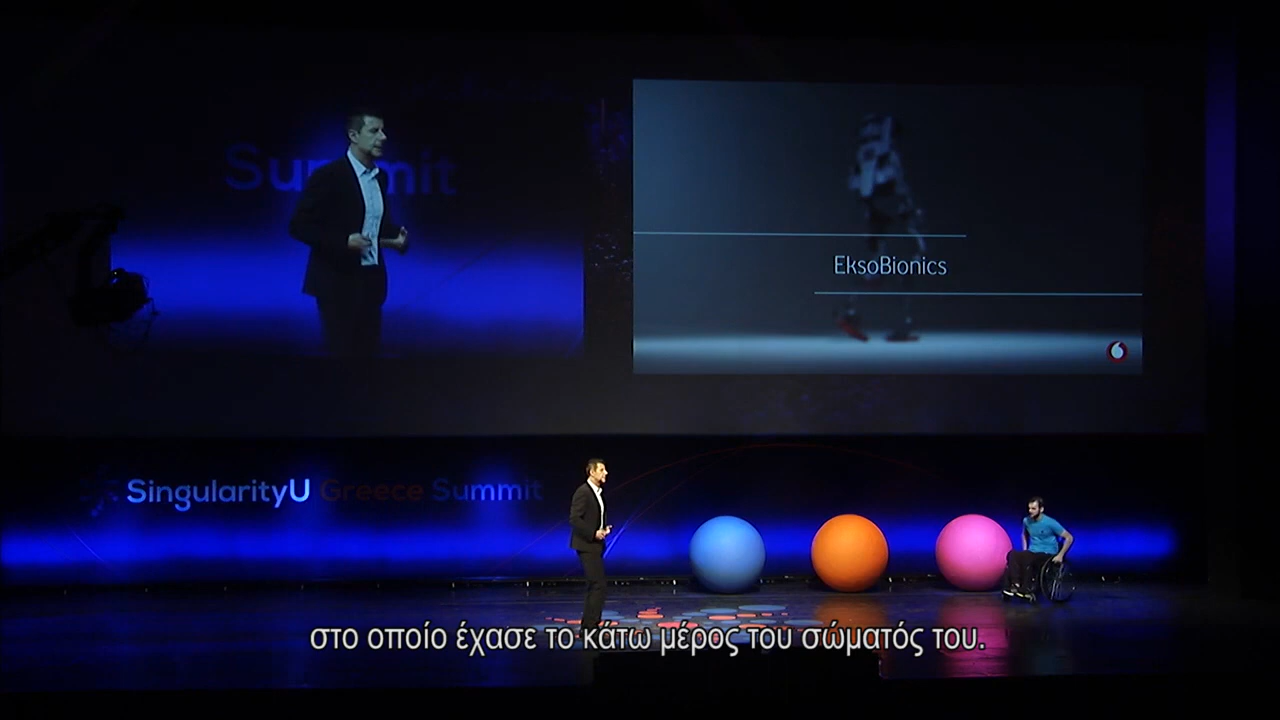 Summit
EksoBionics
SingularityU Greece Summit
στο οποίο έχασε το κάτω μέρος του σώματός του.